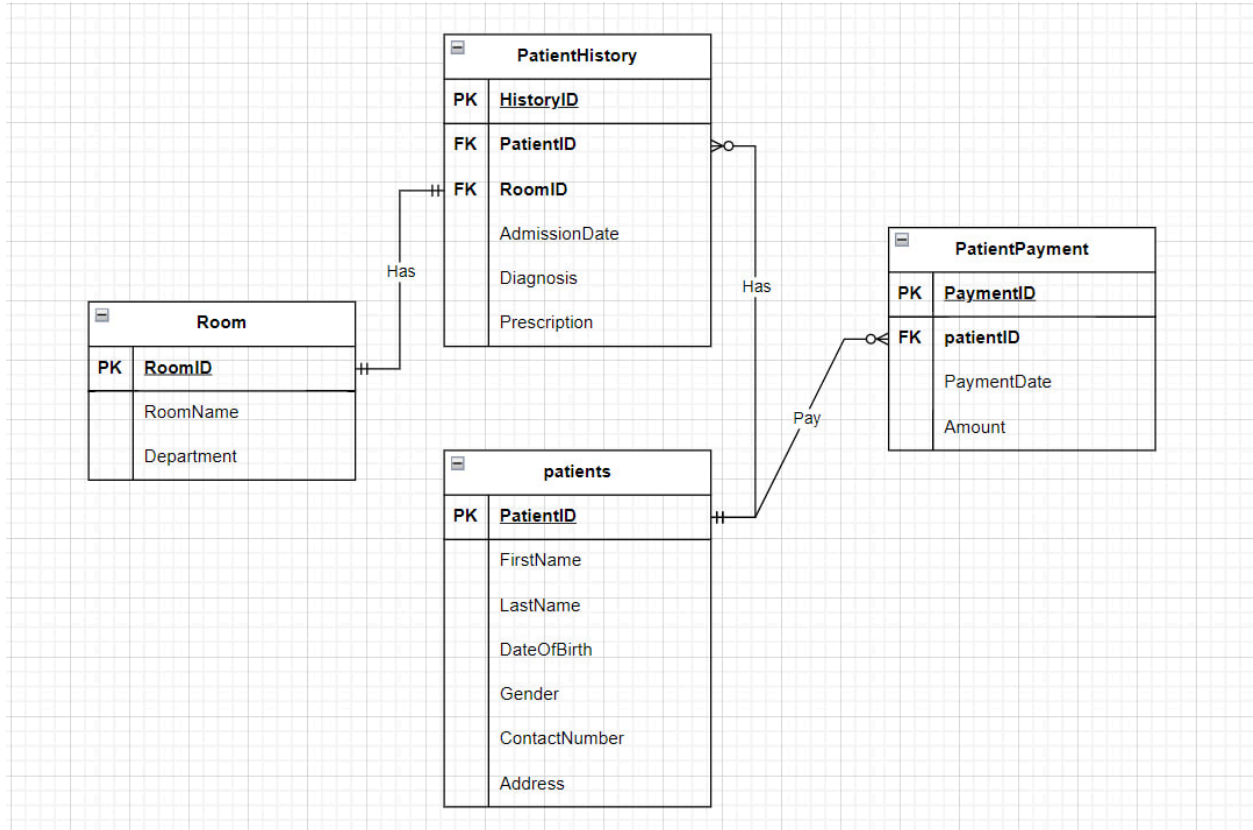 PatientHistory
PK HistoryID
FK PatientID
FK RoomID
AdmissionDate
Diagnosis
Prescription
Has
Room
PK RoomID
RoomName
Department
Has
PatientPayment
PK PaymentID
FK patientID
PaymentDate
Amount
Pay
patients
PK PatientID
FirstName
LastName
DateOfBirth
Gender
ContactNumber
Address